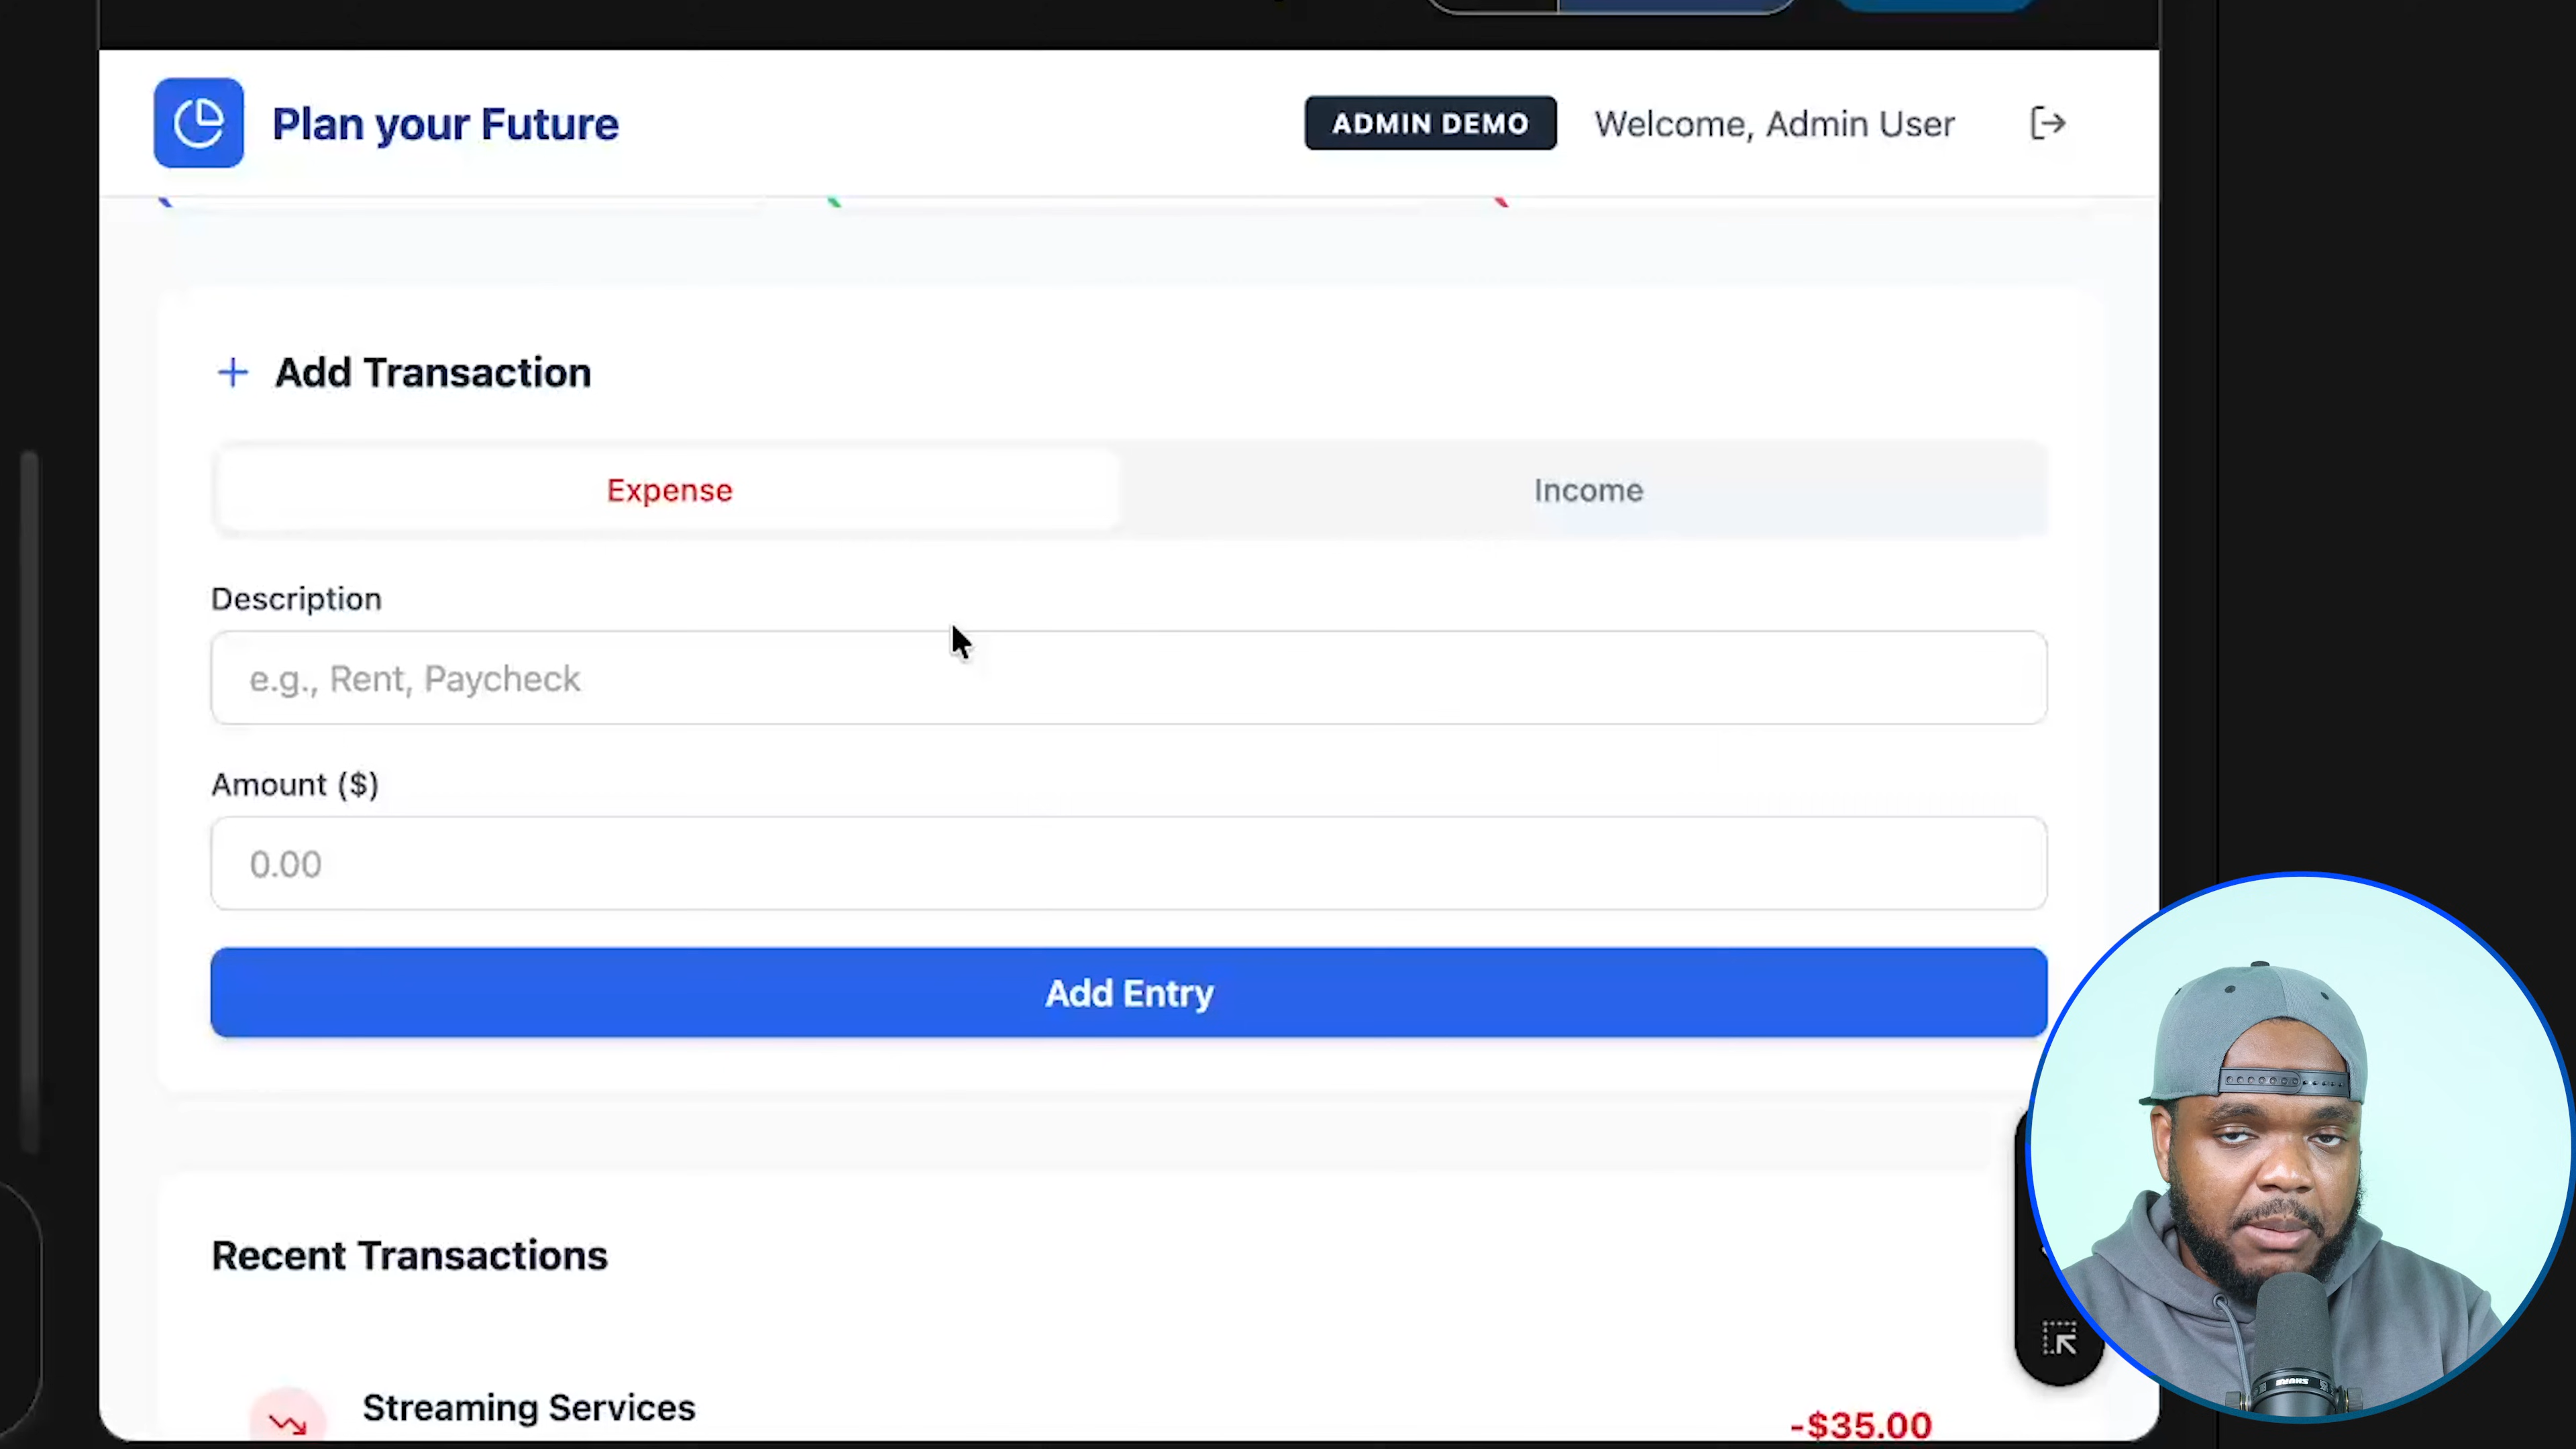 Plan your Future
ADMIN DEMO
Welcome, Admin User
Add Transaction
Expense
Income
Description
e.g., Rent, Paycheck
Amount ($)
0.00
Add Entry
Recent Transactions
Streaming Services
-$35.00
SHURE